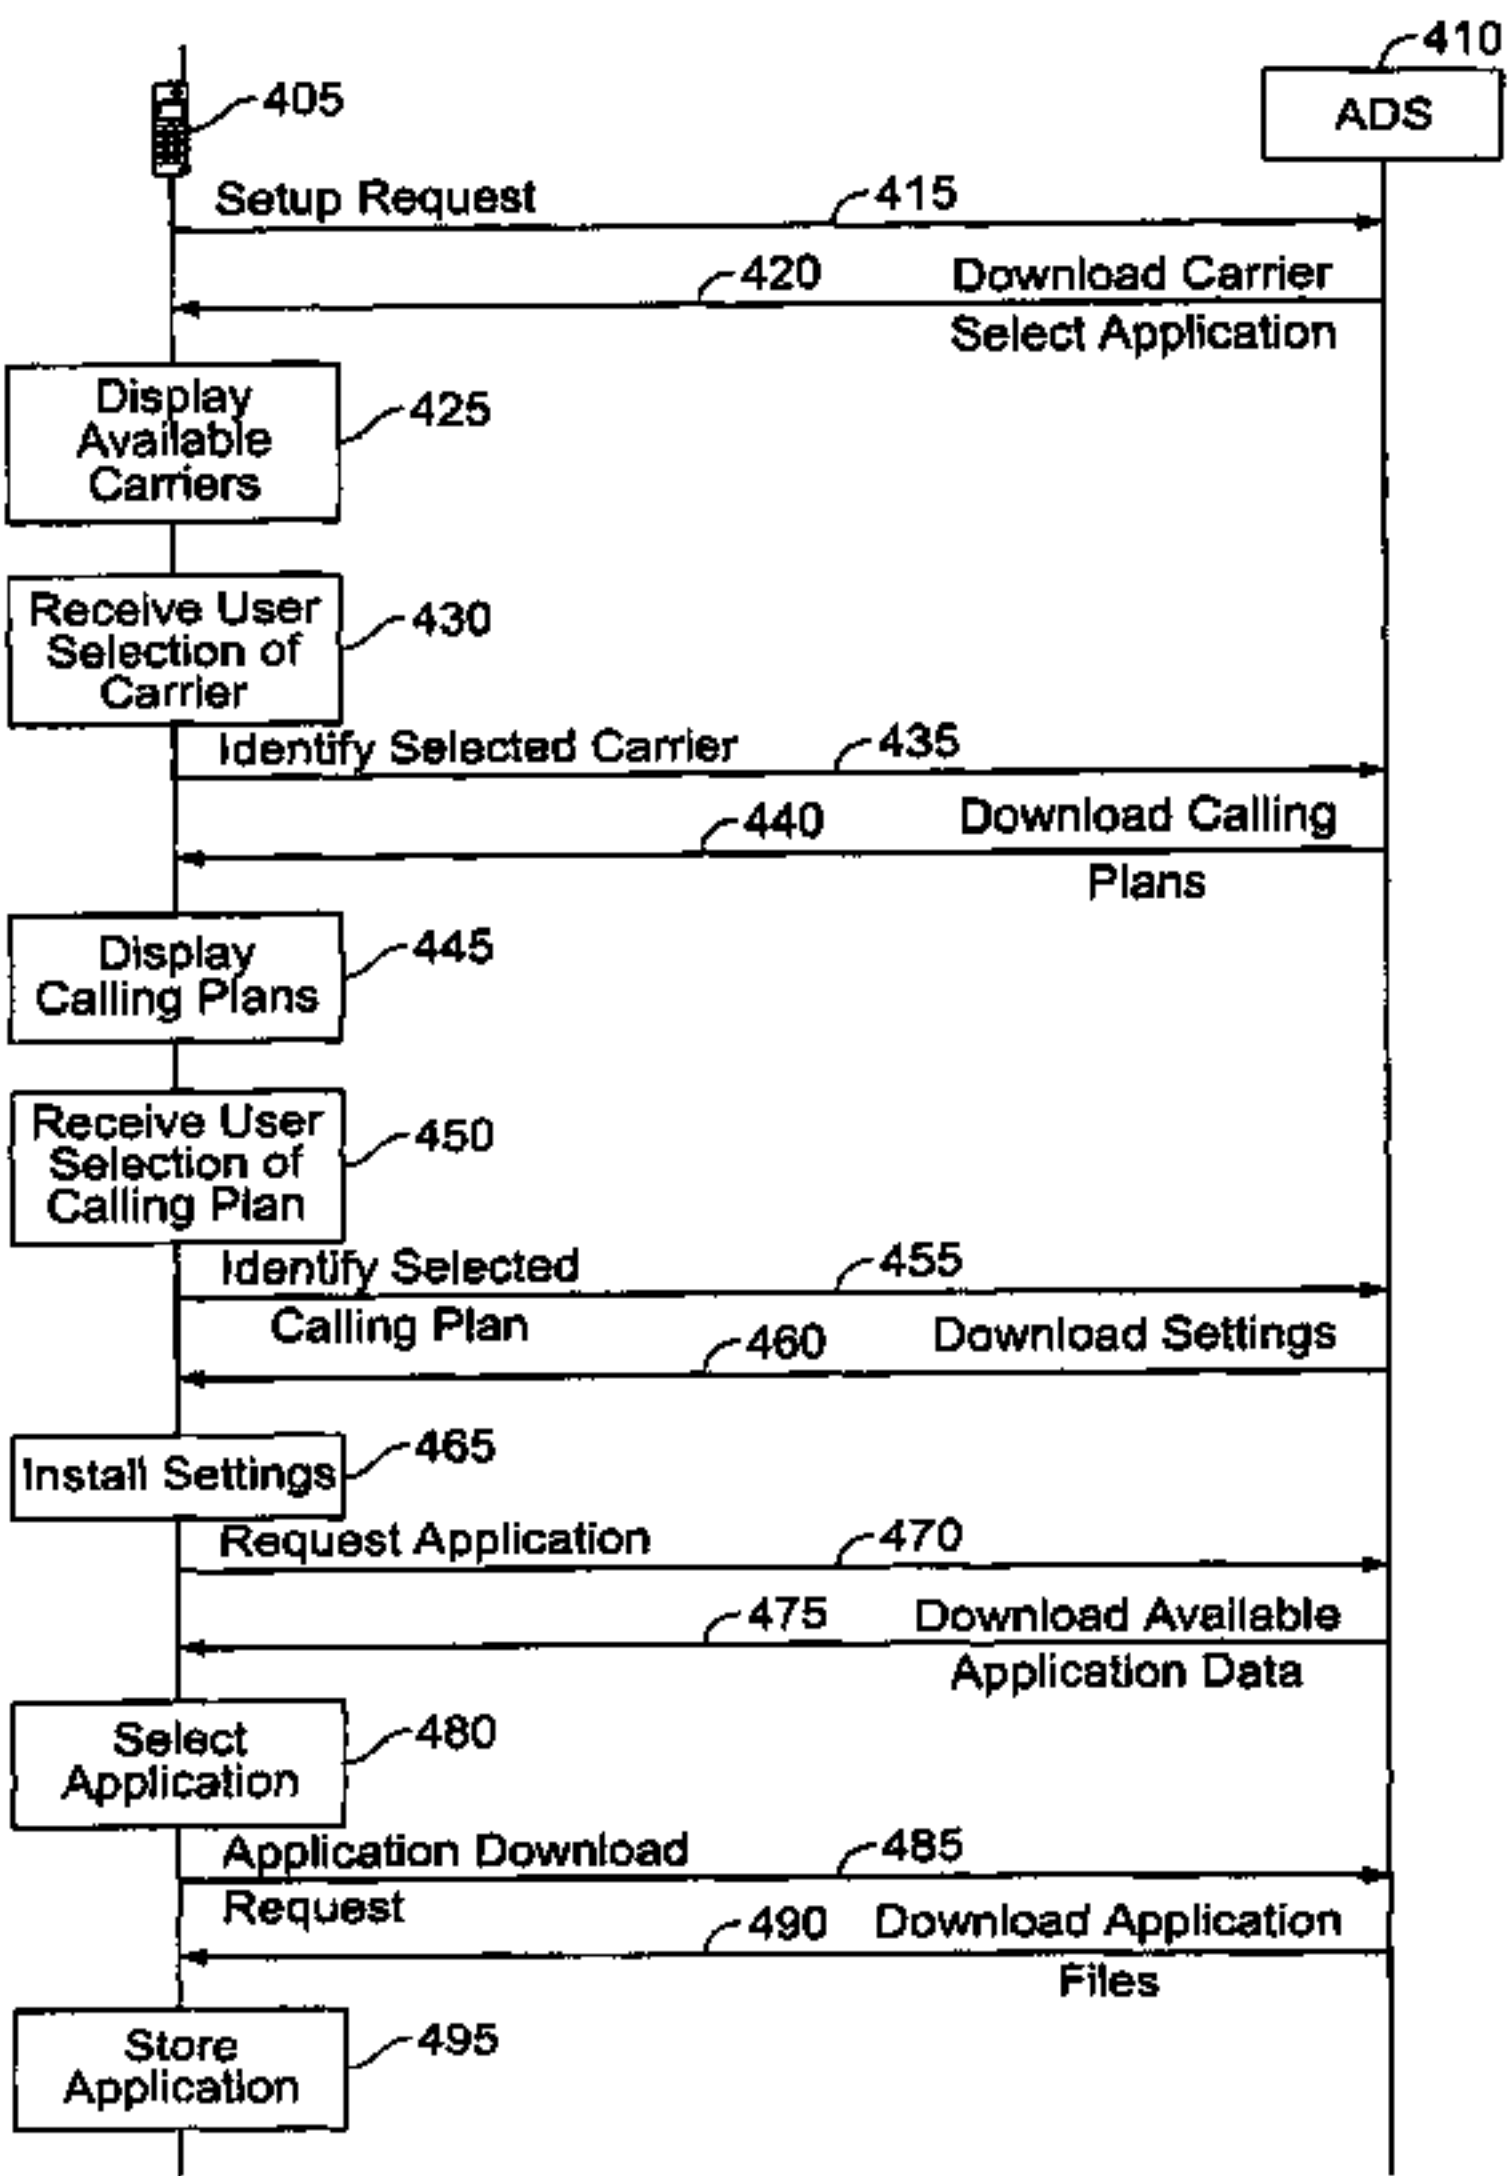 410
ADS
405
Setup Request
415
420
Download Carrier
Select Application
Display
Available
Carriers
425
Receive User
Selection of
Carrier
430
Identify Selected Carrier
435
440
Download Calling
Plans
Display
Calling Plans
445
Receive User
Selection of
Calling Plan
450
Identify Selected
Calling Plan
455
460
Download Settings
Install Settings
465
Request Application
470
475
Download Available
Application Data
Select
Application
480
Application Download
Request
485
490
Download Application
Files
Store
Application
495